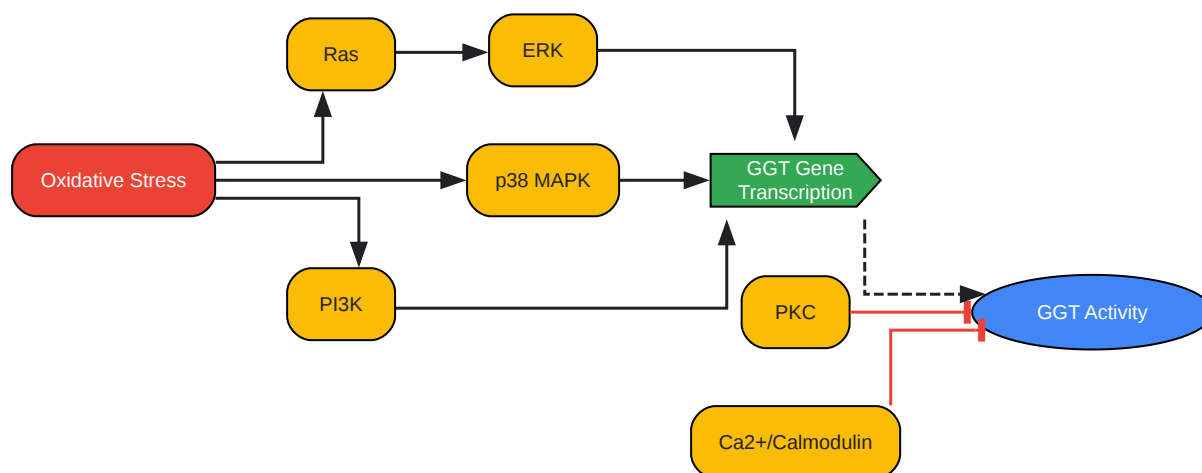 Ras
ERK
Oxidative Stress
p38 MAPK
GGT Gene
Transcription
PI3K
PKC
GGT Activity
Ca2+/Calmodulin